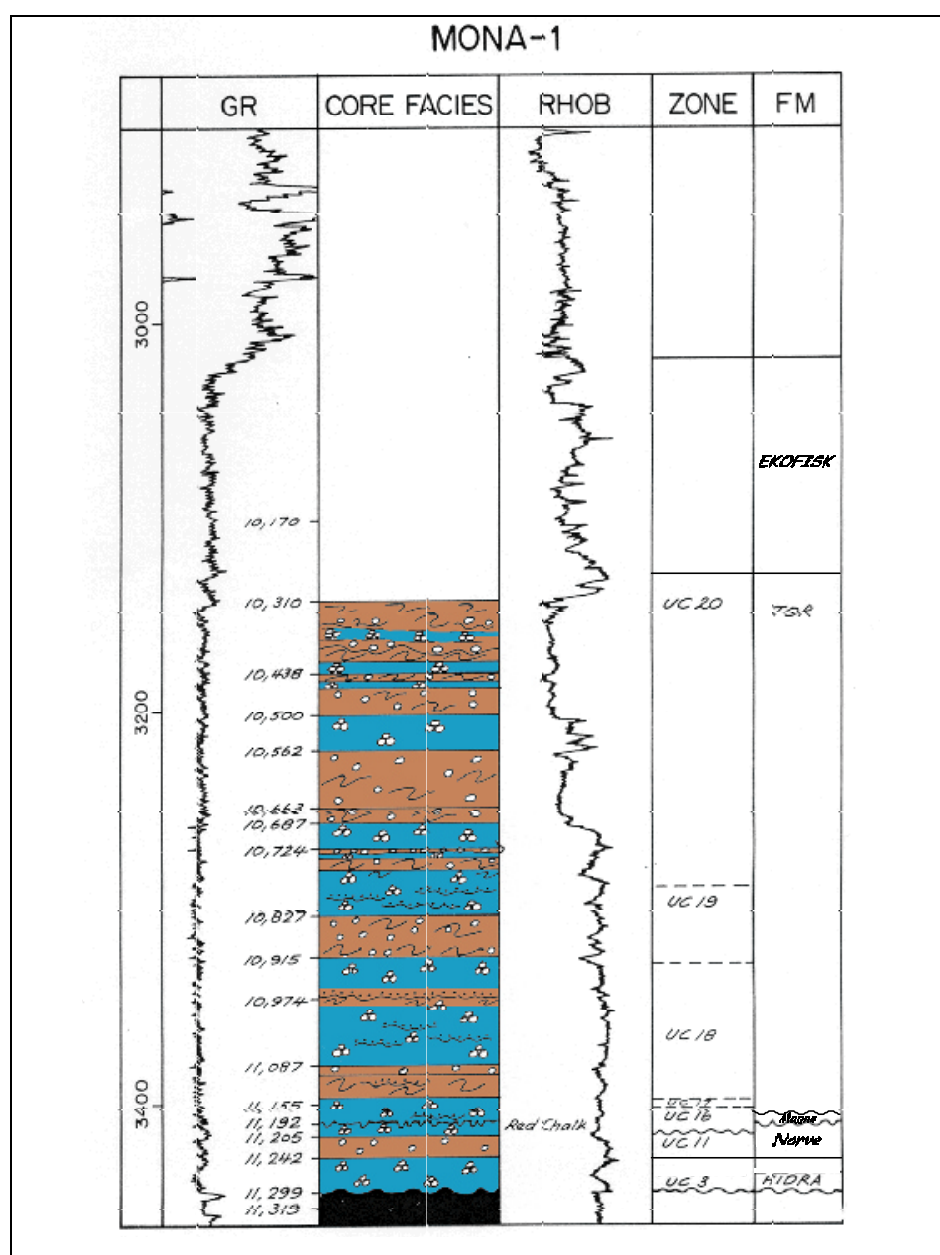 MONA-1
GR CORE FACIES RHOB ZONE FM
3000
EKOFISK
10,170
10,310 UC 20 TOR
10,438
3200
10,500
10,562
10,663
10,687
10,724
UC 19
10,827
10,915
10,974
UC 18
11,087
3400
11,155
UC 16
11,192 Red Chalk
11,205 UC 11 Narve
11,242
UC 3 HIDRA
11,299
11,319